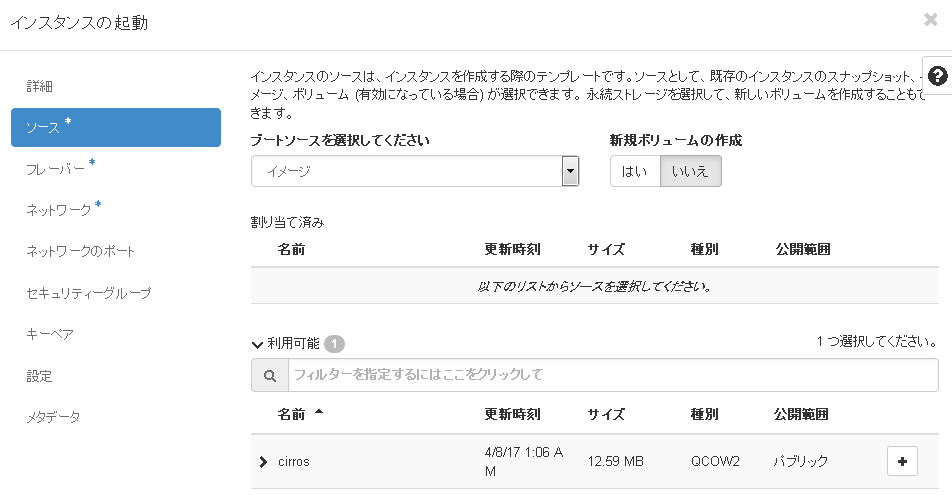 インスタンスの起動
×
詳細
ソース *
フレーバー *
ネットワーク *
ネットワークのポート
セキュリティーグループ
キーペア
設定
メタデータ
?
インスタンスのソースは、インスタンスを作成する際のテンプレートです。ソースとして、既存のインスタンスのスナップショット、イ
メージ、ボリューム (有効になっている場合) が選択できます。 永続ストレージを選択して、新しいボリュームを作成することもで
きます。
ブートソースを選択してください 新規ボリュームの作成
イメージ はい いいえ
割り当て済み
名前 更新時刻 サイズ 種別 公開範囲
以下のリストからソースを選択してください。
利用可能 1 1 つ選択してください。
フィルターを指定するにはここをクリックして
名前 更新時刻 サイズ 種別 公開範囲
cirros 4/8/17 1:06 A 12.59 MB QCOW2 パブリック +
M